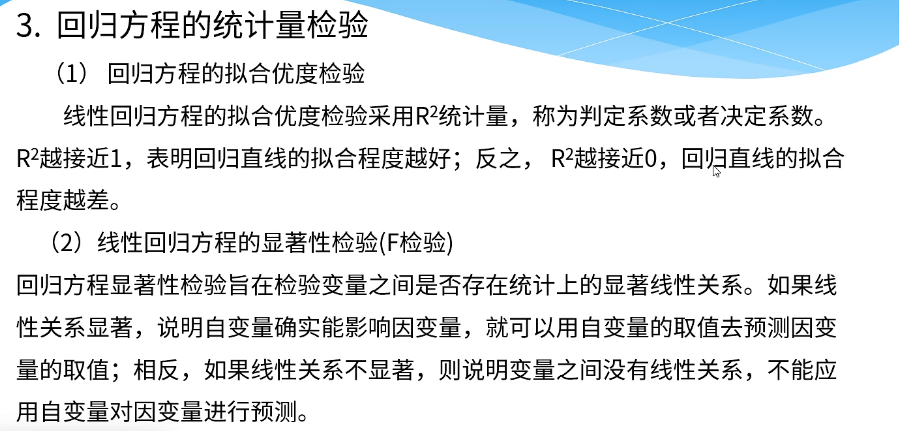 3. 回归方程的统计量检验
（1） 回归方程的拟合优度检验
线性回归方程的拟合优度检验采用R²统计量，称为判定系数或者决定系数。
R²越接近1，表明回归直线的拟合程度越好；反之， R²越接近0，回归直线的拟合
程度越差。
（2）线性回归方程的显著性检验(F检验)
回归方程显著性检验旨在检验变量之间是否存在统计上的显著线性关系。如果线
性关系显著，说明自变量确实能影响因变量，就可以用自变量的取值去预测因变
量的取值；相反，如果线性关系不显著，则说明变量之间没有线性关系，不能应
用自变量对因变量进行预测。